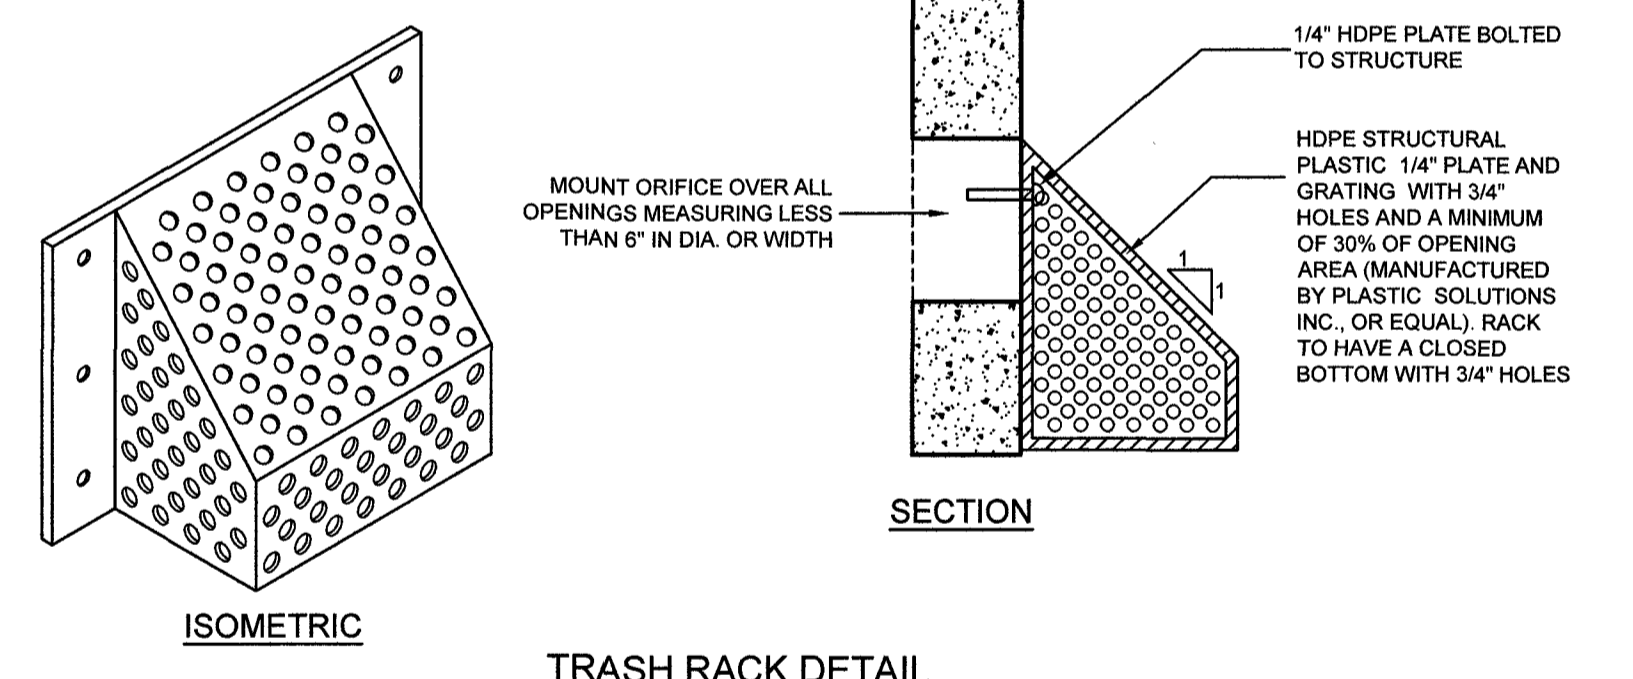 1/4" HDPE PLATE BOLTED
TO STRUCTURE
HDPE STRUCTURAL
PLASTIC 1/4" PLATE AND
GRATING WITH 3/4"
HOLES AND A MINIMUM
OF 30% OF OPENING
AREA (MANUFACTURED
BY PLASTIC SOLUTIONS
INC., OR EQUAL). RACK
TO HAVE A CLOSED
BOTTOM WITH 3/4" HOLES
MOUNT ORIFICE OVER ALL
OPENINGS MEASURING LESS
THAN 6" IN DIA. OR WIDTH
1
1
SECTION
ISOMETRIC
TRASH RACK DETAIL